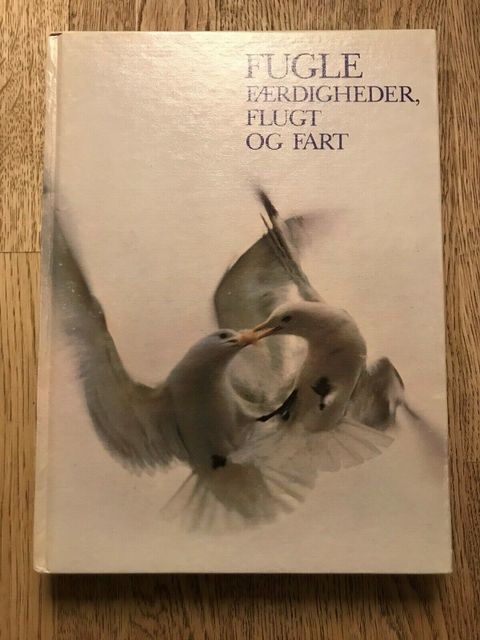 FUGLE
FÆRDIGHEDER,
FLUGT
OG FART